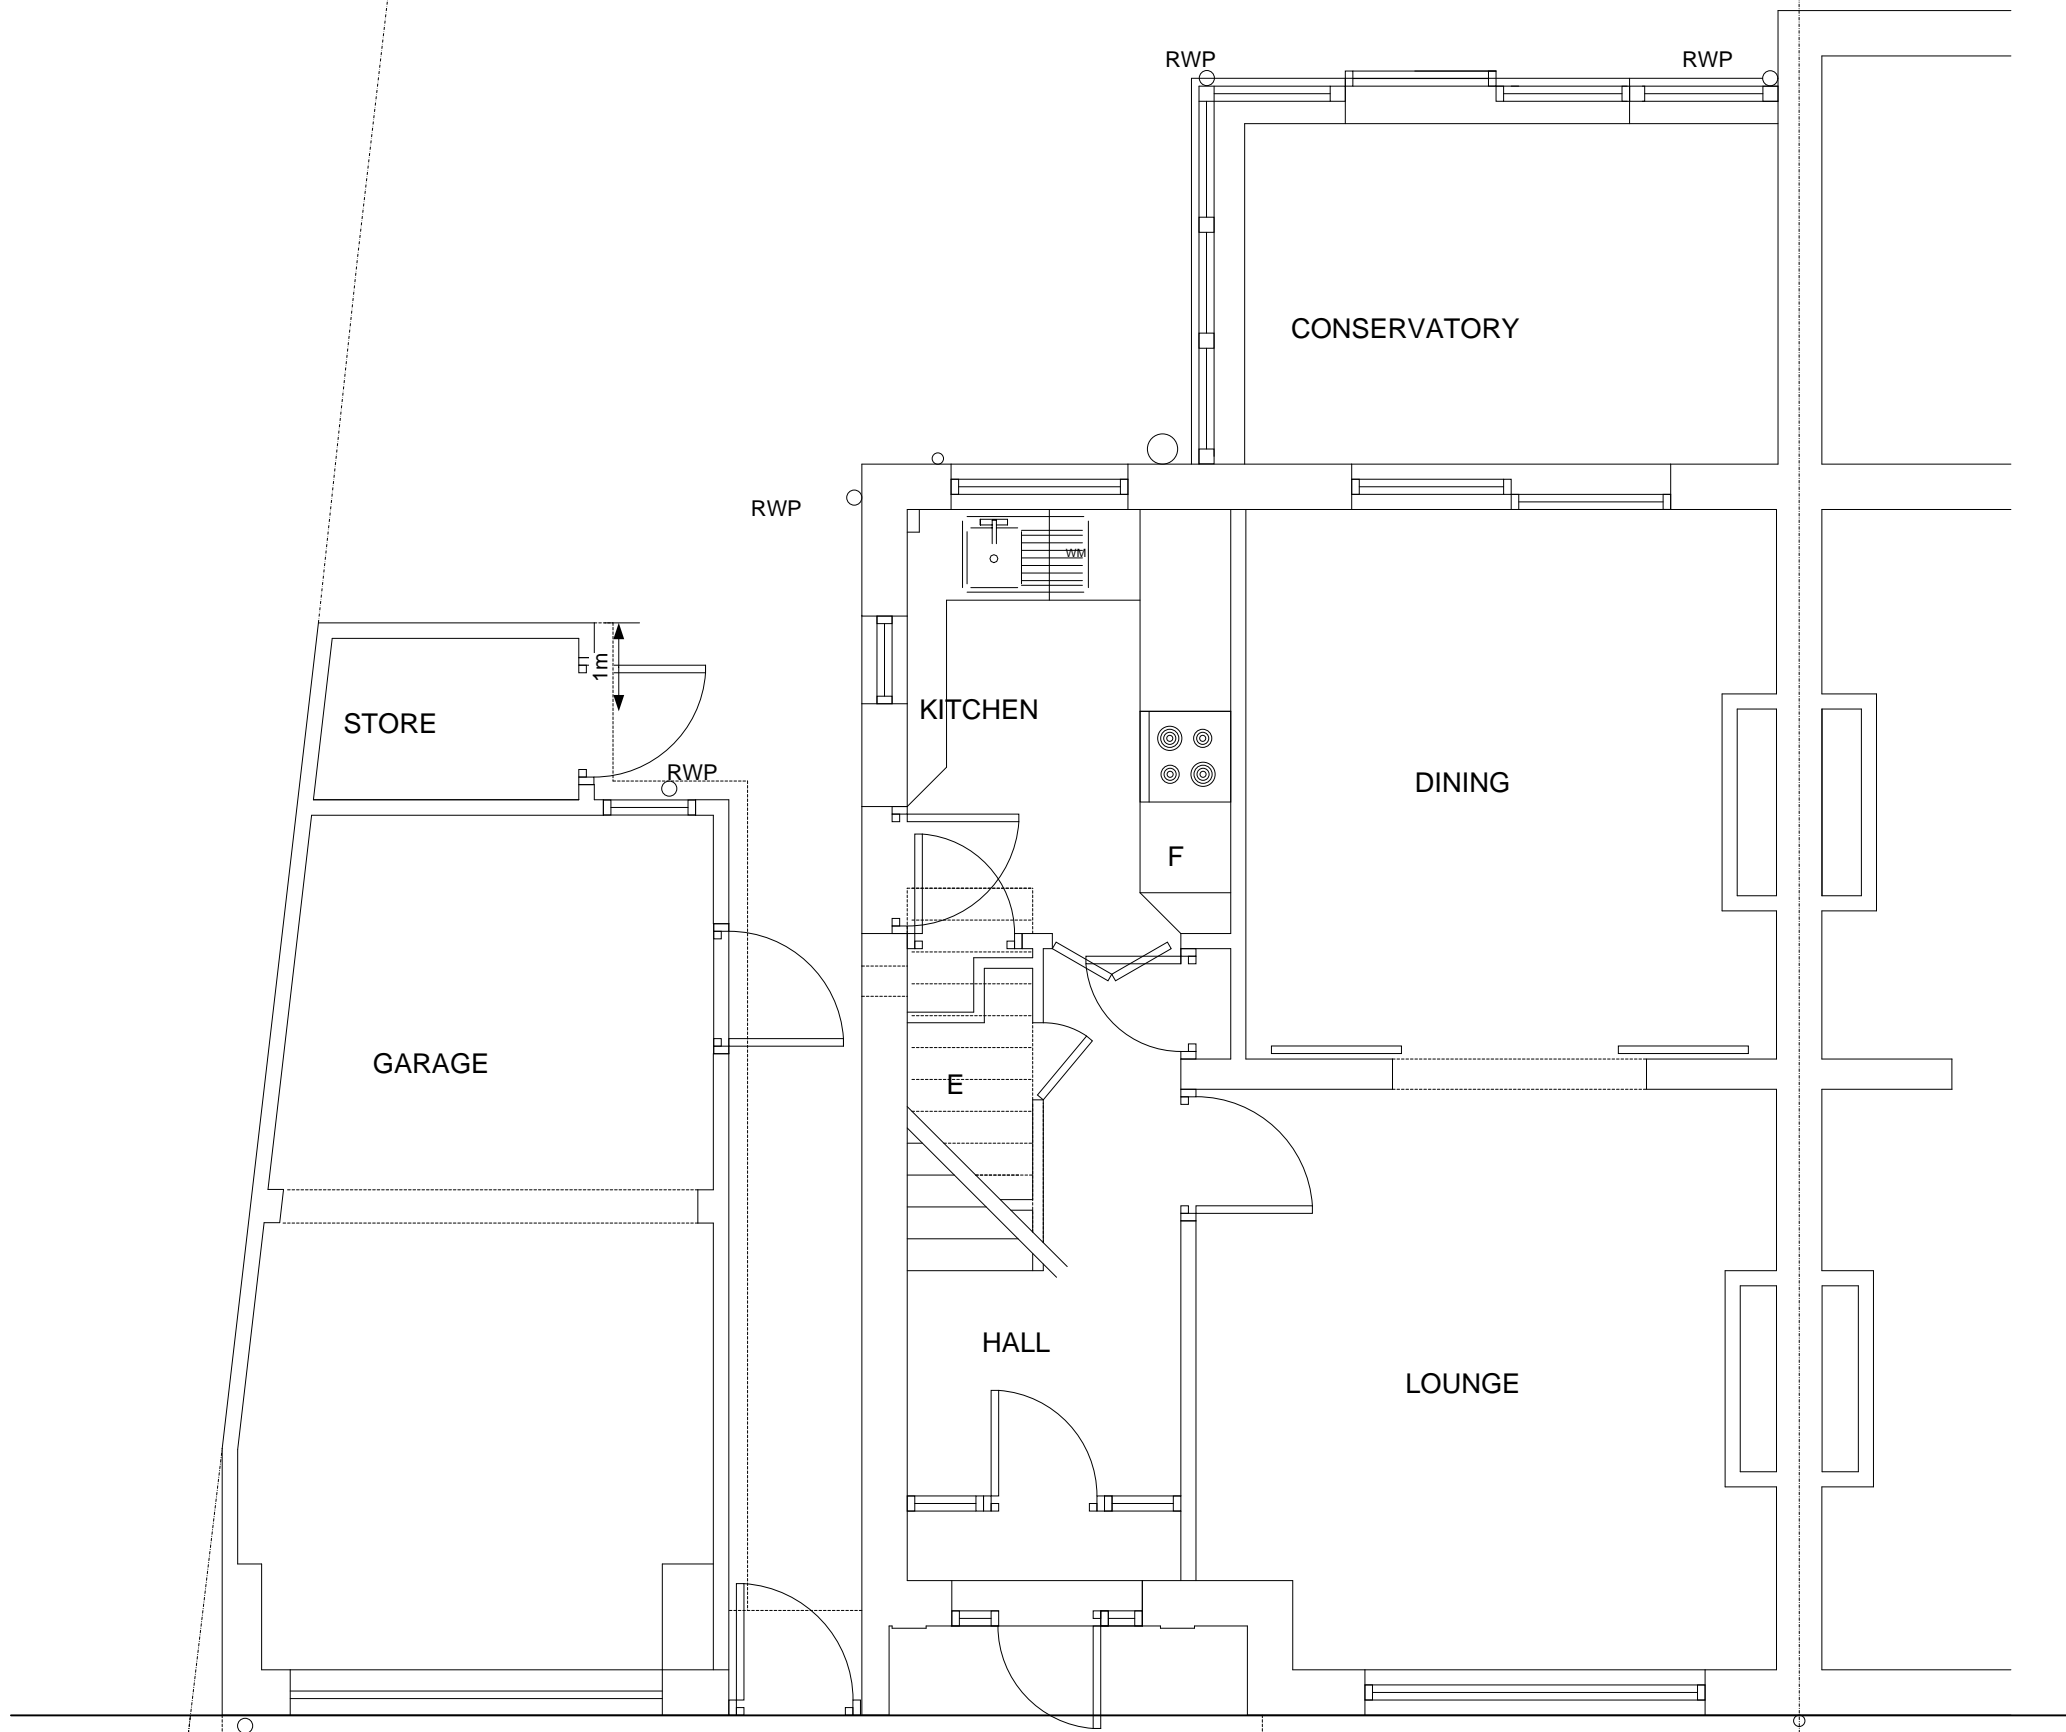 RWP
RWP
CONSERVATORY
RWP
WM
1m
KITCHEN
STORE
RWP
DINING
F
GARAGE
E
HALL
LOUNGE